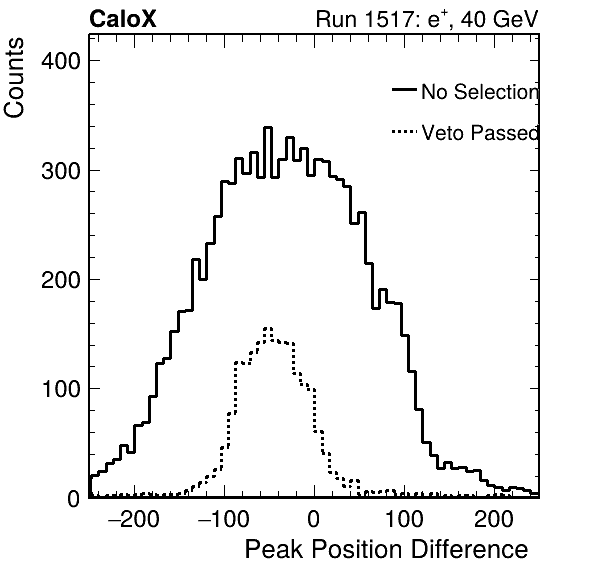 CaloX Run 1517: e⁺, 40 GeV
Counts
400
300
200
100
0
No Selection
Veto Passed
−200 −100 0 100 200
Peak Position Difference